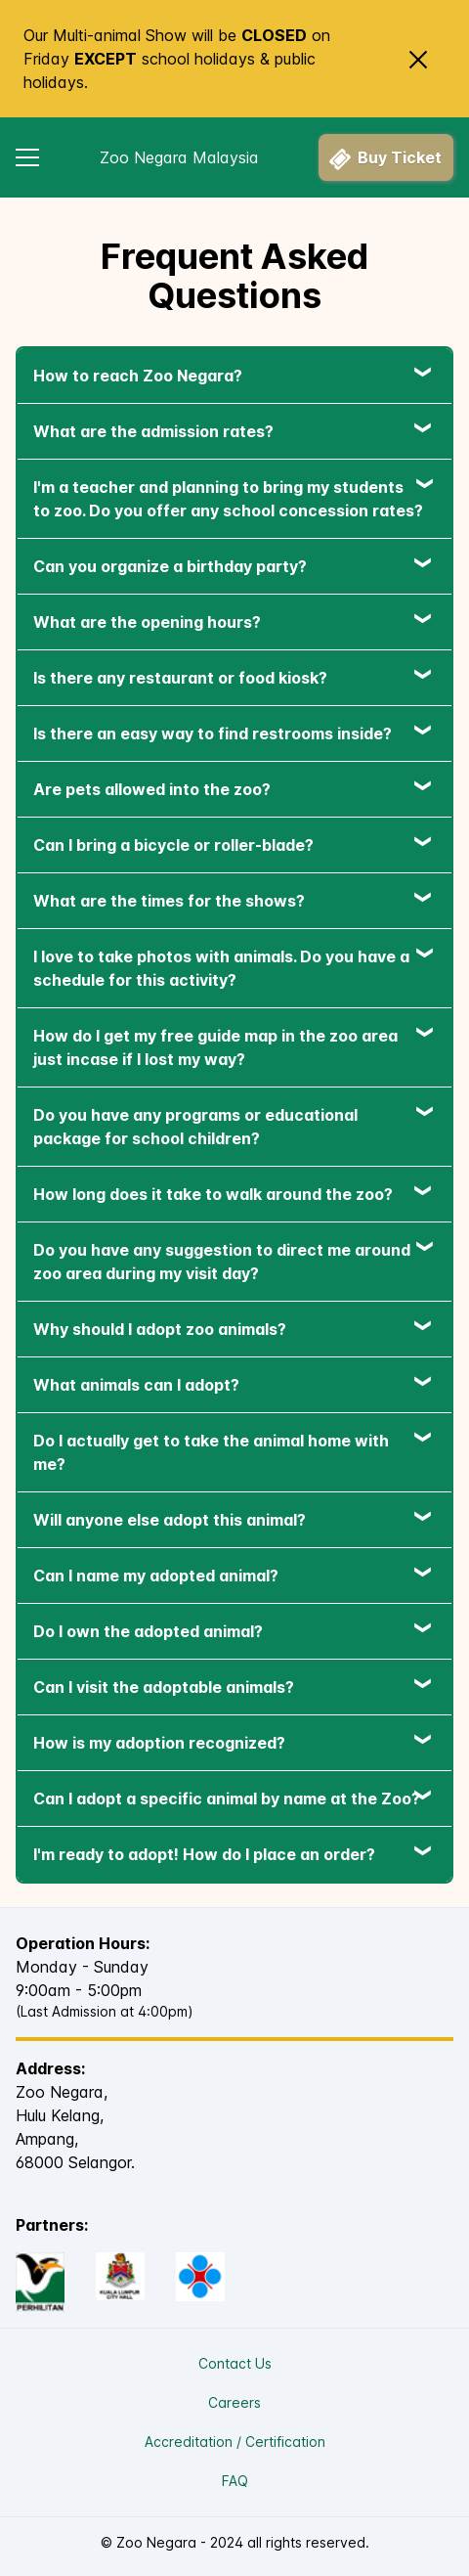 Our Multi-animal Show will be CLOSED on
Friday EXCEPT school holidays & public
holidays.
Zoo Negara Malaysia
Buy Ticket
Frequent Asked
Questions
How to reach Zoo Negara?
What are the admission rates?
I'm a teacher and planning to bring my students
to zoo. Do you offer any school concession rates?
Can you organize a birthday party?
What are the opening hours?
Is there any restaurant or food kiosk?
Is there an easy way to find restrooms inside?
Are pets allowed into the zoo?
Can I bring a bicycle or roller-blade?
What are the times for the shows?
I love to take photos with animals. Do you have a
schedule for this activity?
How do I get my free guide map in the zoo area
just incase if I lost my way?
Do you have any programs or educational
package for school children?
How long does it take to walk around the zoo?
Do you have any suggestion to direct me around
zoo area during my visit day?
Why should I adopt zoo animals?
What animals can I adopt?
Do I actually get to take the animal home with
me?
Will anyone else adopt this animal?
Can I name my adopted animal?
Do I own the adopted animal?
Can I visit the adoptable animals?
How is my adoption recognized?
Can I adopt a specific animal by name at the Zoo?
I'm ready to adopt! How do I place an order?
Operation Hours:
Monday - Sunday
9:00am - 5:00pm
(Last Admission at 4:00pm)
Address:
Zoo Negara,
Hulu Kelang,
Ampang,
68000 Selangor.
Partners:
PERHILITAN
KUALA LUMPUR
CITY HALL
Contact Us
Careers
Accreditation / Certification
FAQ
© Zoo Negara - 2024 all rights reserved.